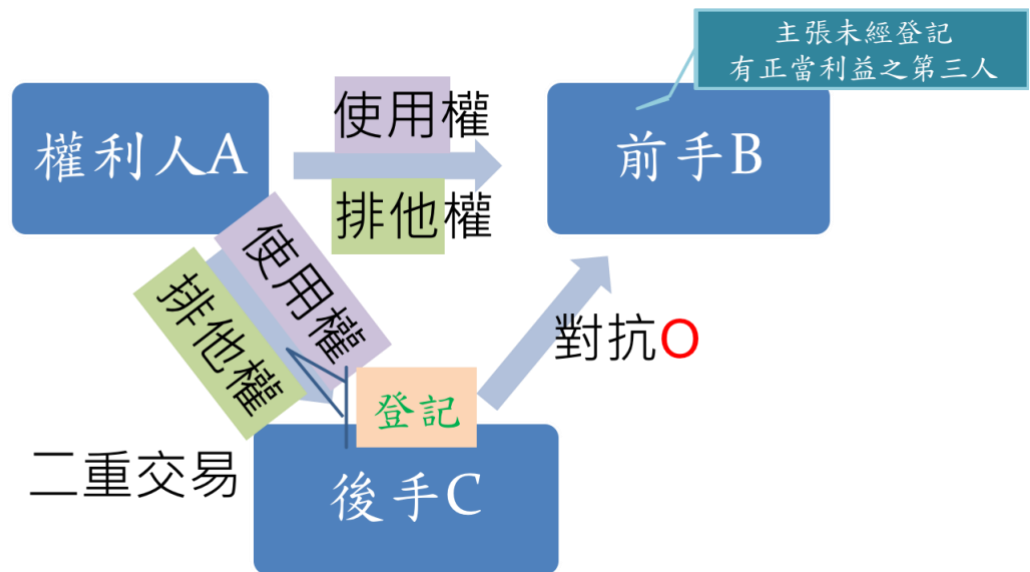 主張未經登記
有正當利益之第三人
權利人A
使用權
排他權
前手B
使用權
排他權
對抗O
登記
二重交易
後手C